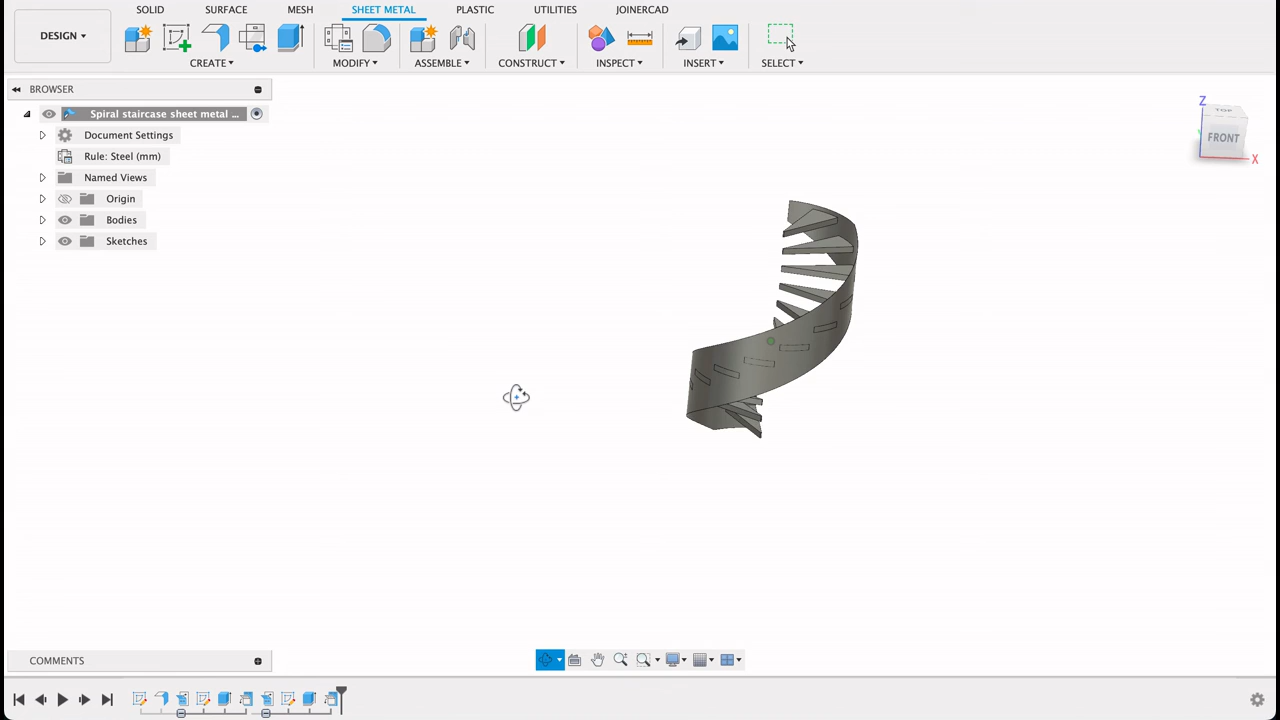 SOLID SURFACE MESH SHEET METAL PLASTIC UTILITIES JOINERCAD
DESIGN
CREATE MODIFY ASSEMBLE CONSTRUCT INSPECT INSERT SELECT
BROWSER
Spiral staircase sheet metal ...
Document Settings
Rule: Steel (mm)
Named Views
Origin
Bodies
Sketches
Z
TOP
FRONT
X
COMMENTS